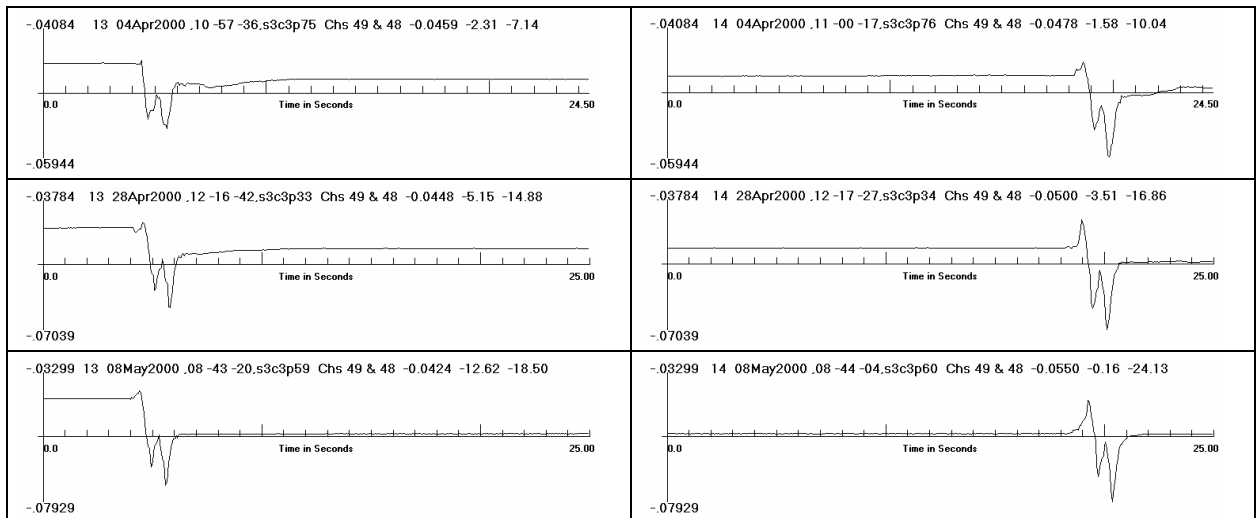 -.04084 13 04Apr2000 ,10 -57 -36,s3c3p75 Chs 49 & 48 -0.0459 -2.31 -7.14
0.0 Time in Seconds 24.50
-.05944
-.04084 14 04Apr2000 ,11 -00 -17,s3c3p76 Chs 49 & 48 -0.0478 -1.58 -10.04
0.0 Time in Seconds 24.50
-.05944
-.03784 13 28Apr2000 ,12 -16 -42,s3c3p33 Chs 49 & 48 -0.0448 -5.15 -14.88
0.0 Time in Seconds 25.00
-.07039
-.03784 14 28Apr2000 ,12 -17 -27,s3c3p34 Chs 49 & 48 -0.0500 -3.51 -16.86
0.0 Time in Seconds 25.00
-.07039
-.03299 13 08May2000 ,08 -43 -20,s3c3p59 Chs 49 & 48 -0.0424 -12.62 -18.50
0.0 Time in Seconds 25.00
-.07929
-.03299 14 08May2000 ,08 -44 -04,s3c3p60 Chs 49 & 48 -0.0550 -0.16 -24.13
0.0 Time in Seconds 25.00
-.07929